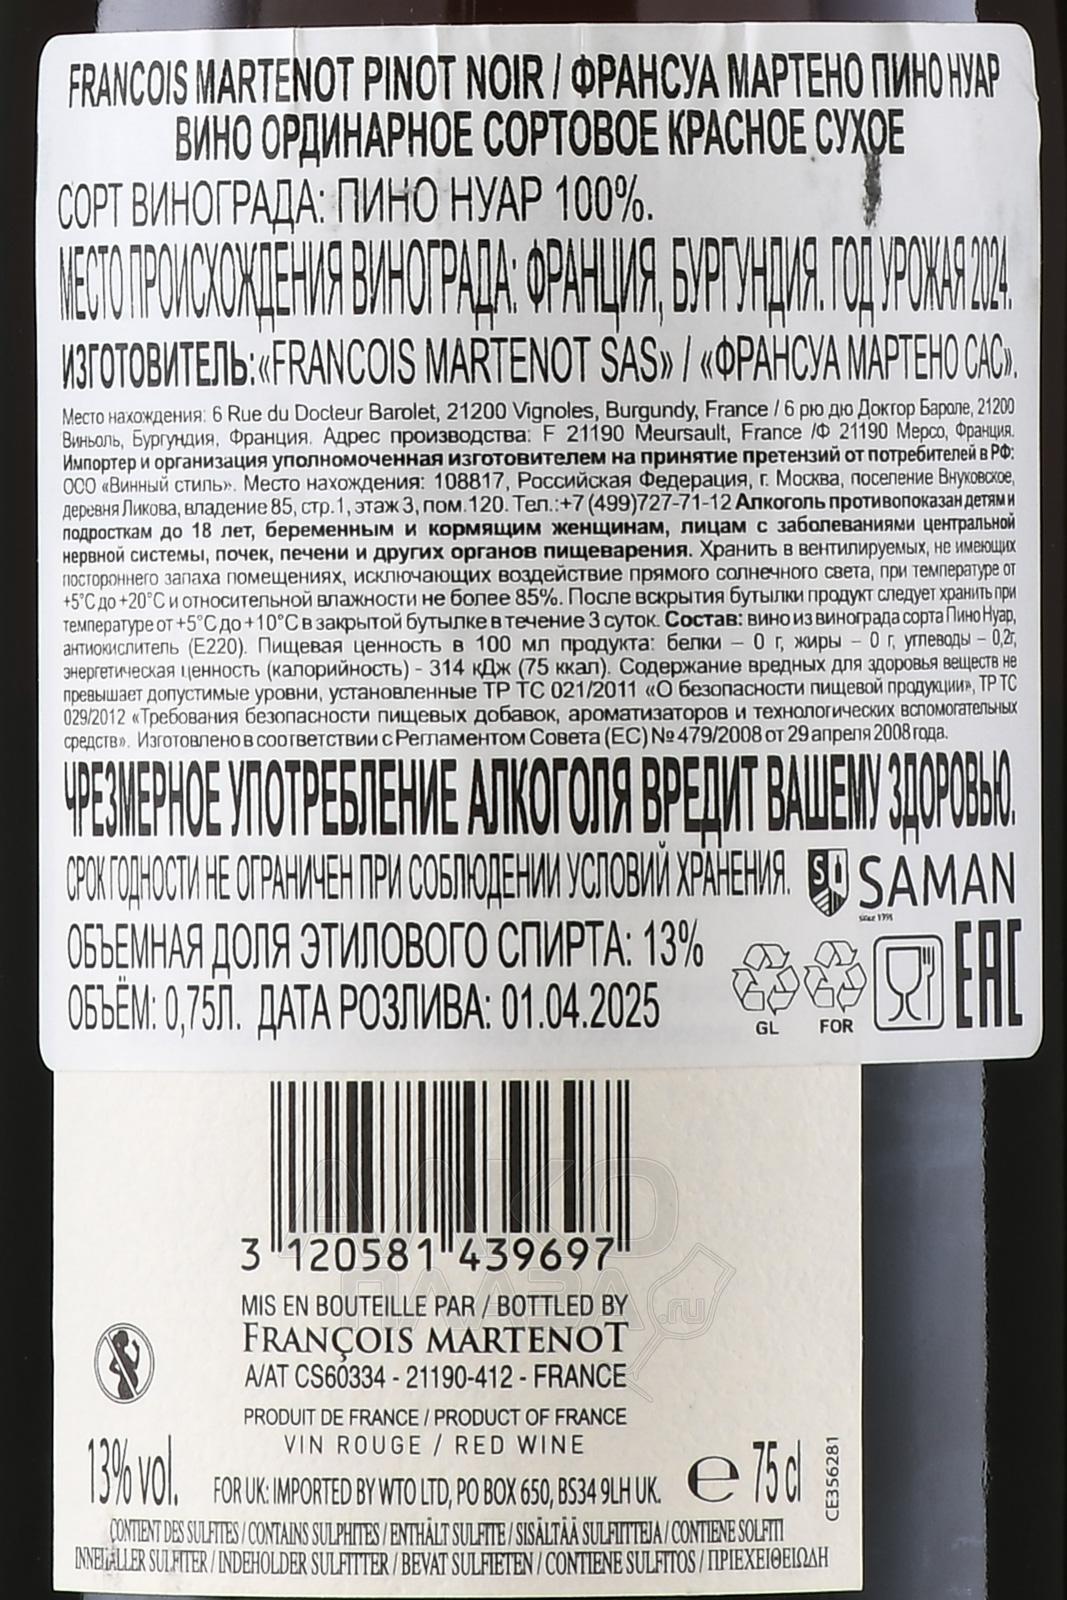 FRANCOIS MARTENOT PINOT NOIR / ФРАНСУА МАРТЕНО ПИНО НУАР
ВИНО ОРДИНАРНОЕ СОРТОВОЕ КРАСНОЕ СУХОЕ
СОРТ ВИНОГРАДА: ПИНО НУАР 100%.
МЕСТО ПРОИСХОЖДЕНИЯ ВИНОГРАДА: ФРАНЦИЯ, БУРГУНДИЯ. ГОД УРОЖАЯ 2024.
ИЗГОТОВИТЕЛЬ: «FRANCOIS MARTENOT SAS» / «ФРАНСУА МАРТЕНО САС».
Место нахождения: 6 Rue du Docteur Barolet, 21200 Vignoles, Burgundy, France / 6 рю дю Доктор Бароле, 21200
Виньоль, Бургундия, Франция. Адрес производства: F 21190 Meursault, France /Ф 21190 Мерсо, Франция.
Импортер и организация уполномоченная изготовителем на принятие претензий от потребителей в РФ:
ООО «Винный стиль». Место нахождения: 108817, Российская Федерация, г. Москва, поселение Внуковское,
деревня Ликова, владение 85, стр.1, этаж 3, пом.120. Тел.:+7 (499)727-71-12 Алкоголь противопоказан детям и
подросткам до 18 лет, беременным и кормящим женщинам, лицам с заболеваниями центральной
нервной системы, почек, печени и других органов пищеварения. Хранить в вентилируемых, не имеющих
постороннего запаха помещениях, исключающих воздействие прямого солнечного света, при температуре от
+5°С до +20°С и относительной влажности не более 85%. После вскрытия бутылки продукт следует хранить при
температуре от +5°С до +10°С в закрытой бутылке в течение 3 суток. Состав: вино из винограда сорта Пино Нуар,
антиокислитель (Е220). Пищевая ценность в 100 мл продукта: белки – 0 г, жиры – 0 г, углеводы – 0,2г,
энергетическая ценность (калорийность) - 314 кДж (75 ккал). Содержание вредных для здоровья веществ не
превышает допустимые уровни, установленные ТР ТС 021/2011 «О безопасности пищевой продукции», ТР ТС
029/2012 «Требования безопасности пищевых добавок, ароматизаторов и технологических вспомогательных
средств». Изготовлено в соответствии с Регламентом Совета (ЕС) № 479/2008 от 29 апреля 2008 года.
ЧРЕЗМЕРНОЕ УПОТРЕБЛЕНИЕ АЛКОГОЛЯ ВРЕДИТ ВАШЕМУ ЗДОРОВЬЮ.
СРОК ГОДНОСТИ НЕ ОГРАНИЧЕН ПРИ СОБЛЮДЕНИИ УСЛОВИЙ ХРАНЕНИЯ.
SAMAN
since 1998
ОБЪЕМНАЯ ДОЛЯ ЭТИЛОВОГО СПИРТА: 13%
ОБЪЁМ: 0,75Л. ДАТА РОЗЛИВА: 01.04.2025
GL FOR EAC
3 120581 439697
АЛКО
ПЛАЗА.ru
MIS EN BOUTEILLE PAR / BOTTLED BY
FRANÇOIS MARTENOT
A/AT CS60334 - 21190-412 - FRANCE
PRODUIT DE FRANCE / PRODUCT OF FRANCE
VIN ROUGE / RED WINE
13% vol.
FOR UK: IMPORTED BY WTO LTD, PO BOX 650, BS34 9LH UK.
e 75 cl
CE356281
CONTIENT DES SULFITES / CONTAINS SULPHITES / ENTHÄLT SULFITE / SISÄLTÄÄ SULFIITTEJA / CONTIENE SOLFITI
INNEHÅLLER SULFITER / INDEHOLDER SULFITTER / BEVAT SULFIETEN / CONTIENE SULFITOS / ΠΡΙΕΧΕΙΘΕΙΩΔΗ